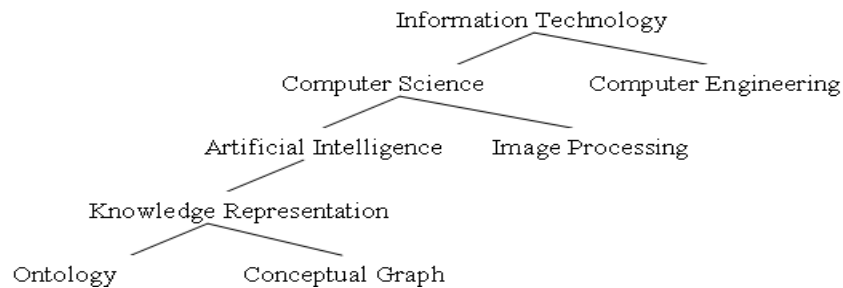 Information Technology
Computer Science
Computer Engineering
Artificial Intelligence
Image Processing
Knowledge Representation
Ontology
Conceptual Graph